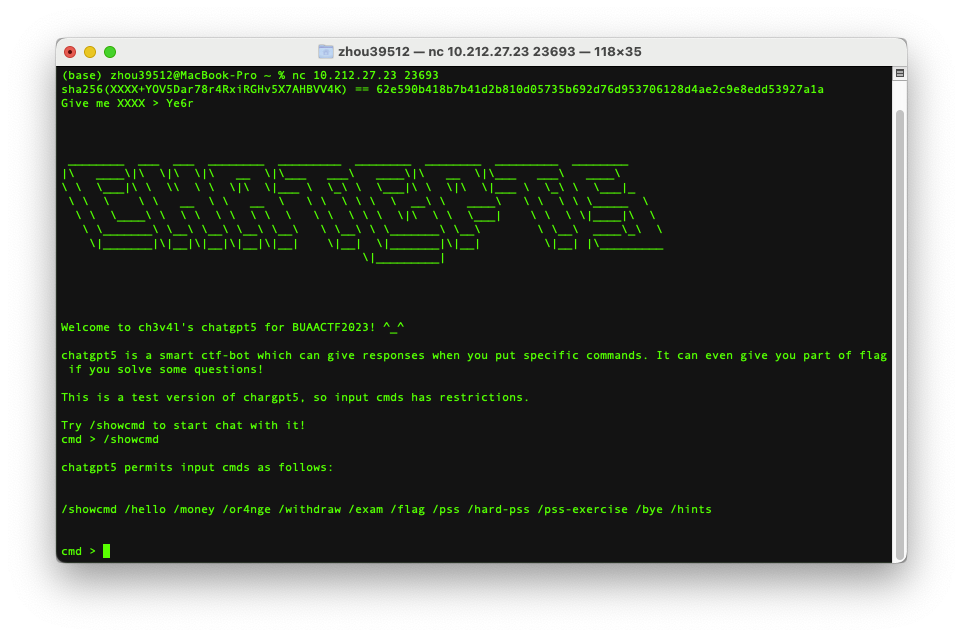 zhou39512 — nc 10.212.27.23 23693 — 118×35
(base) zhou39512@MacBook-Pro ~ % nc 10.212.27.23 23693
sha256(XXXX+YOV5Dar78r4RxiRGHv5X7AHBVV4K) == 62e590b418b7b41d2b810d05735b692d76d953706128d4ae2c9e8edd53927a1a
Give me XXXX > Ye6r
CHATGPT5
Welcome to ch3v4l's chatgpt5 for BUAACTF2023! ^_^
chatgpt5 is a smart ctf-bot which can give responses when you put specific commands. It can even give you part of flag
if you solve some questions!
This is a test version of chargpt5, so input cmds has restrictions.
Try /showcmd to start chat with it!
cmd > /showcmd
chatgpt5 permits input cmds as follows:
/showcmd /hello /money /or4nge /withdraw /exam /flag /pss /hard-pss /pss-exercise /bye /hints
cmd >